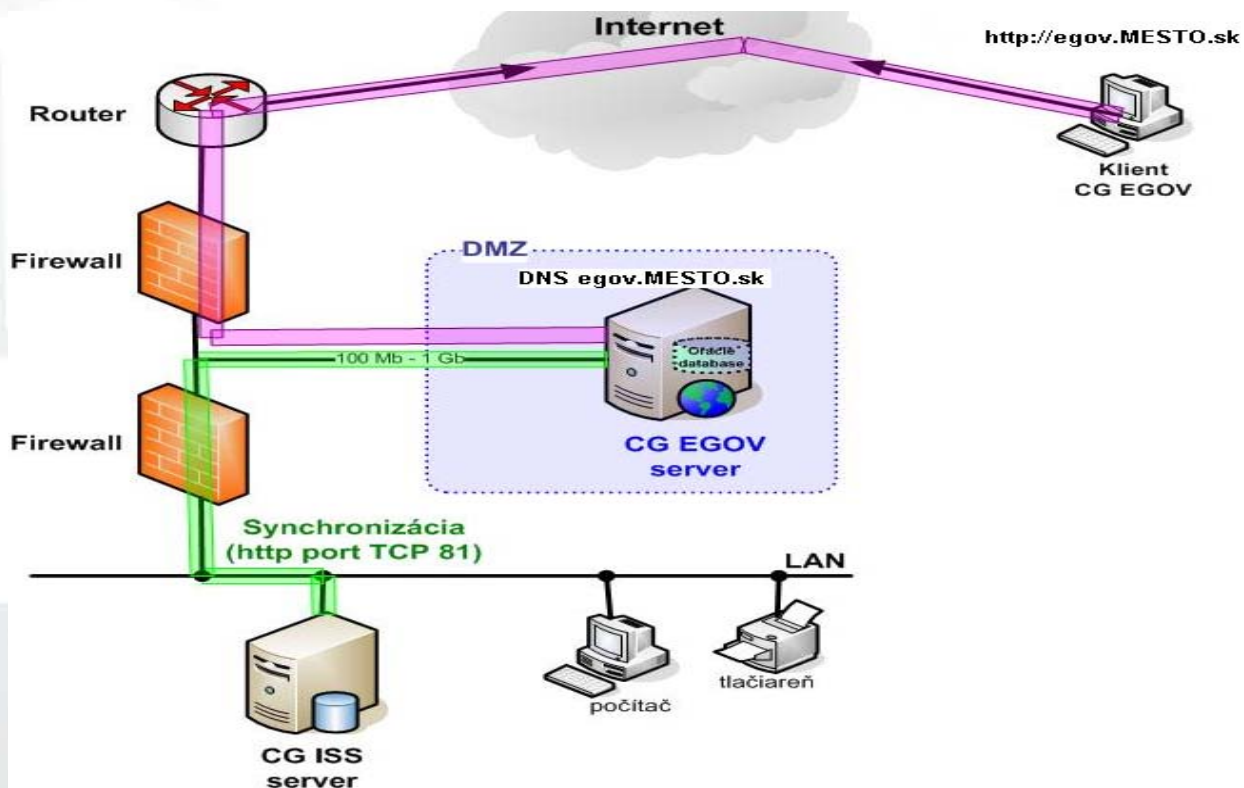 Internet
http://egov.MESTO.sk
Router
Klient
CG EGOV
Firewall
DMZ
DNS egov.MESTO.sk
Oracle
database
100 Mb - 1 Gb
Firewall
CG EGOV
server
Synchronizácia
(http port TCP 81)
LAN
počítač
tlačiareň
CG ISS
server